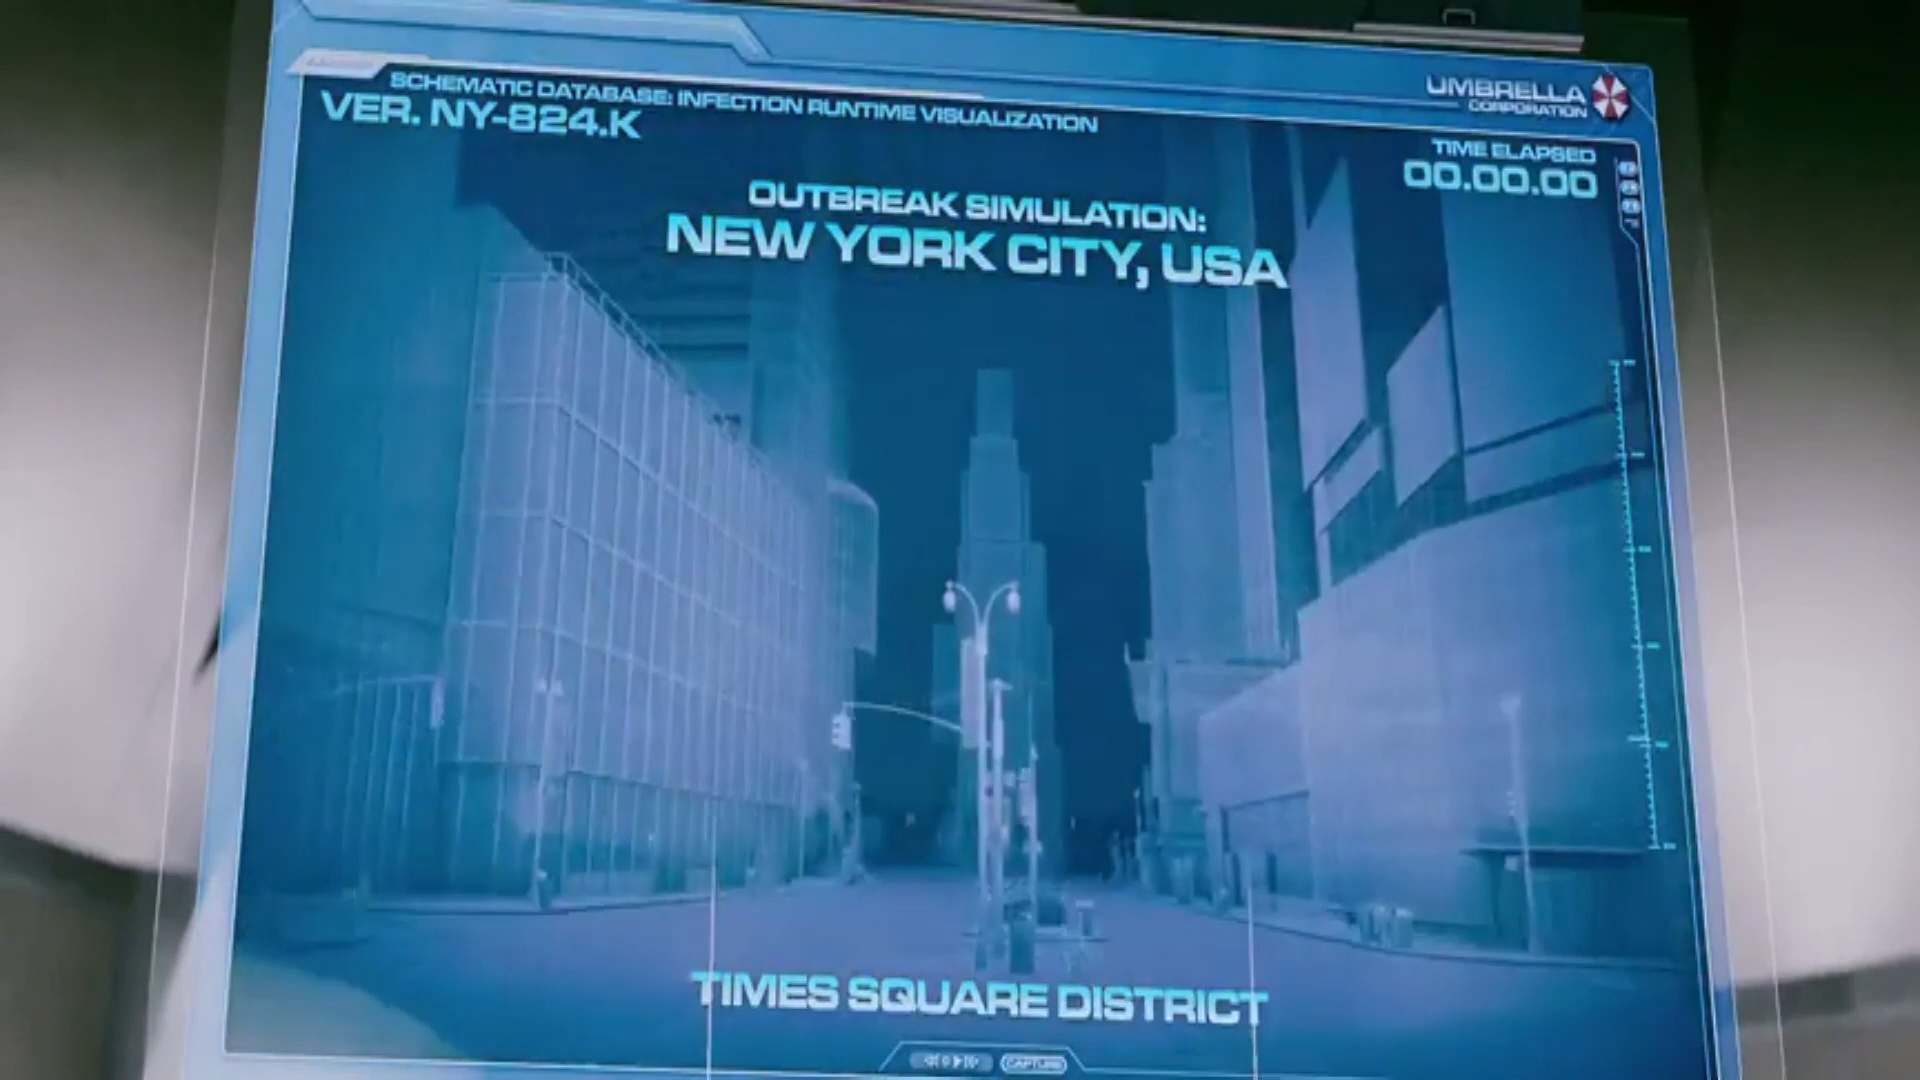 SCHEMATIC DATABASE: INFECTION RUNTIME VISUALIZATION
VER. NY-824.K
UMBRELLA
CORPORATION
TIME ELAPSED
00.00.00
OUTBREAK SIMULATION:
NEW YORK CITY, USA
TIMES SQUARE DISTRICT
CAPTURE